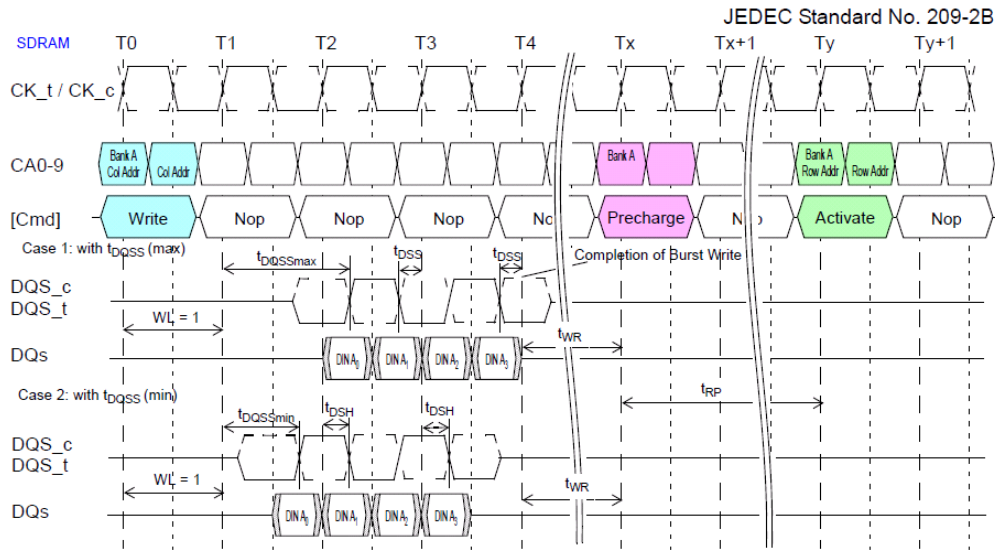 JEDEC Standard No. 209-2B
SDRAM T0 T1 T2 T3 T4 Tx Tx+1 Ty Ty+1
CK_t / CK_c
CA0-9 Bank A Col Addr Col Addr Bank A Bank A Row Addr Row Addr
[Cmd] Write Nop Nop Nop Nop Precharge Nop Activate Nop
Case 1: with tDQSS (max)
tDQSSmax tDSS tDSS Completion of Burst Write
DQS_c
DQS_t
WL = 1
tWR
DQs DIN A0 DIN A1 DIN A2 DIN A3
Case 2: with tDQSS (min)
tRP
tDQSSmin tDSH tDSH
DQS_c
DQS_t
WL = 1
tWR
DQs DIN A0 DIN A1 DIN A2 DIN A3